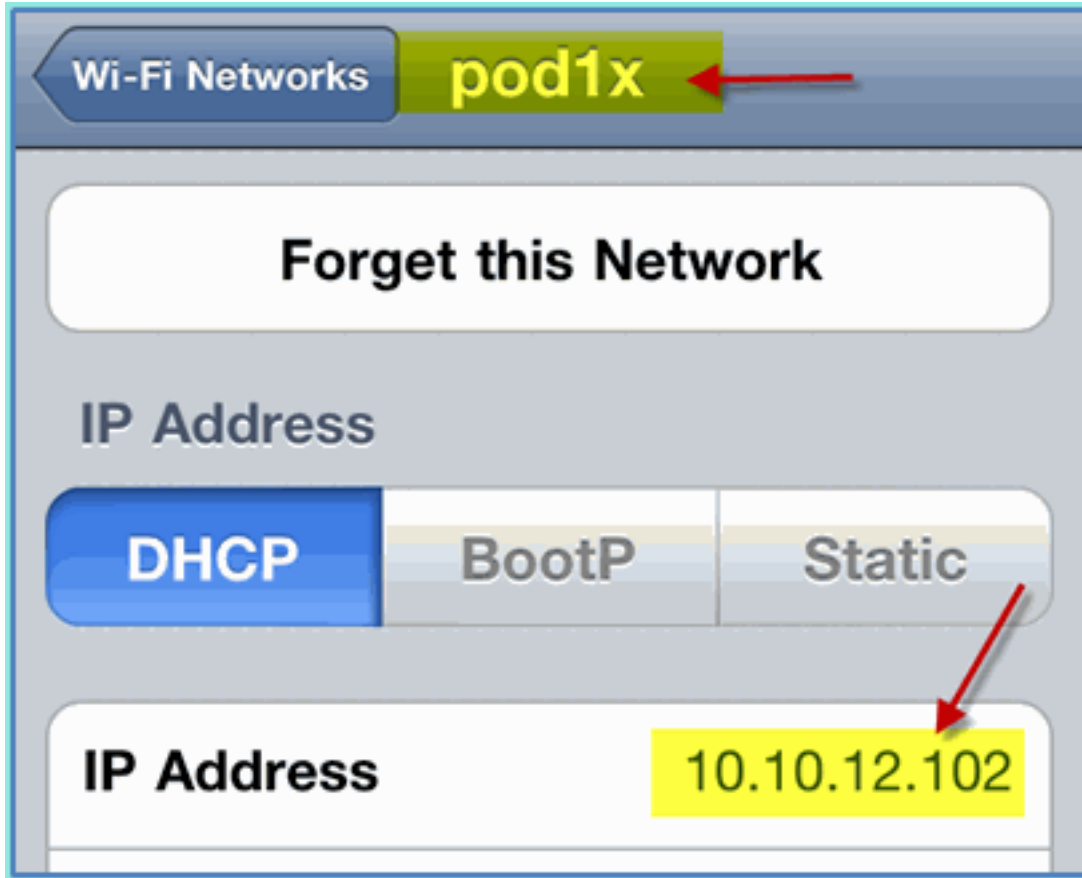 Wi-Fi Networks pod1x
Forget this Network
IP Address
DHCP BootP Static
IP Address 10.10.12.102